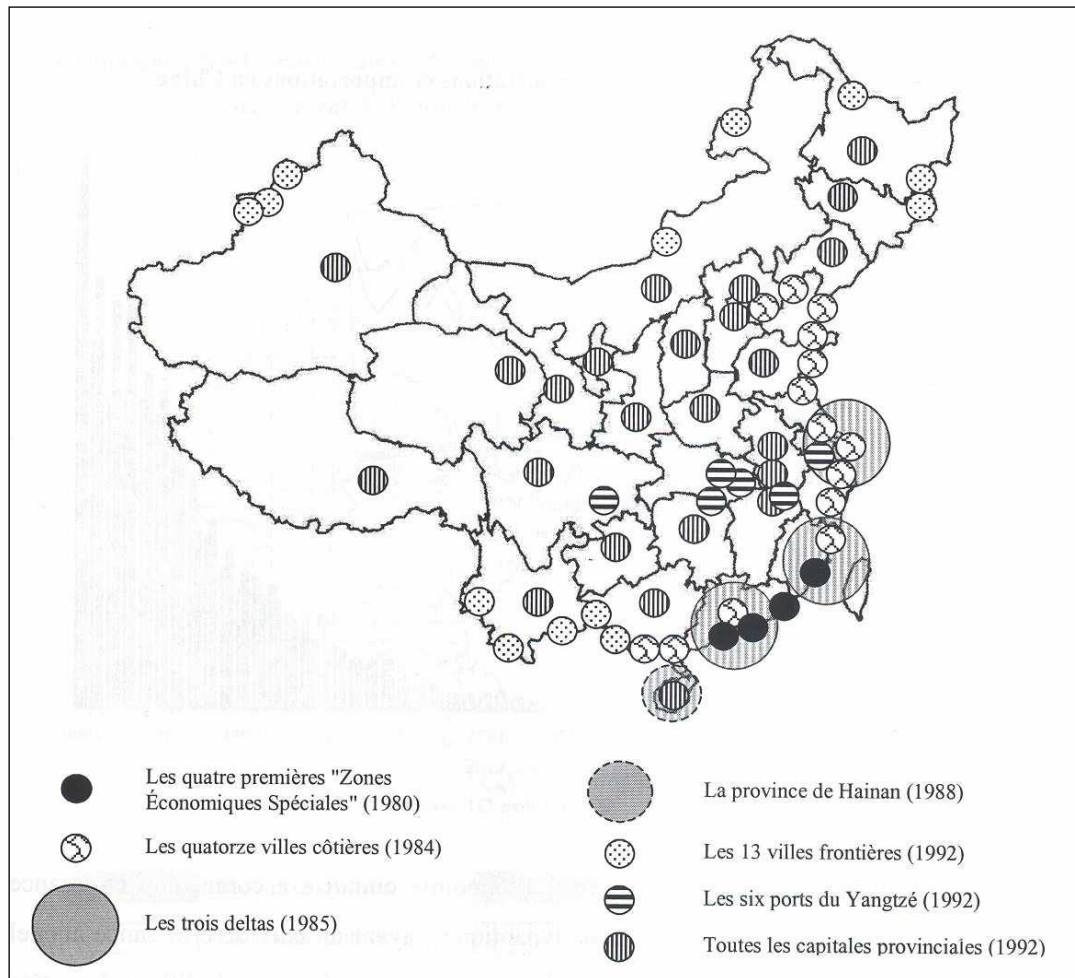 Les quatre premières "Zones
Économiques Spéciales" (1980)
Les quatorze villes côtières (1984)
Les trois deltas (1985)
La province de Hainan (1988)
Les 13 villes frontières (1992)
Les six ports du Yangtzé (1992)
Toutes les capitales provinciales (1992)